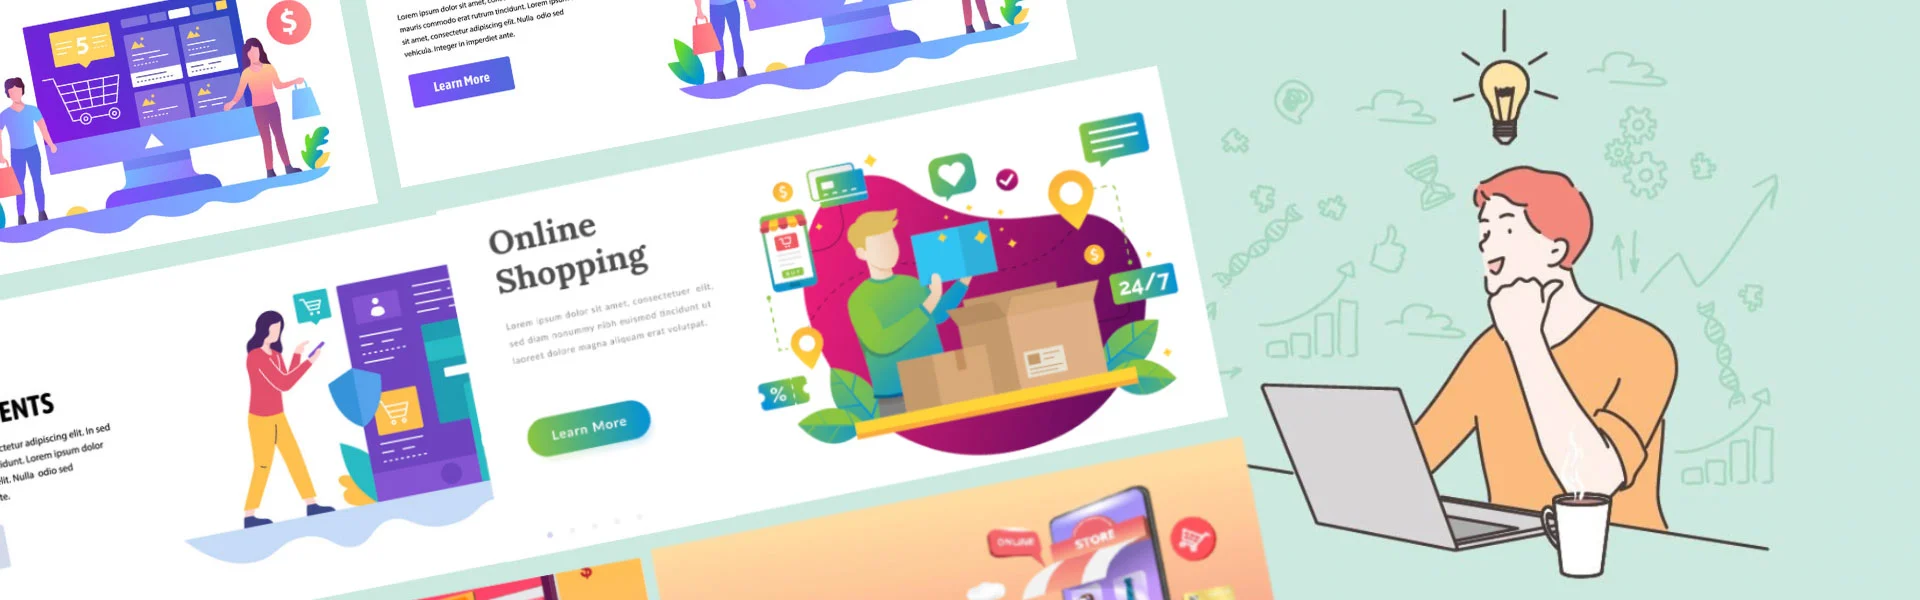 5
$
Lorem ipsum dolor sit amet, con
mauris commodo erat rutrum tincidunt. Lorem ipsum
sit amet, consectetur adipiscing elit. Nulla odio sed
vehicula. Integer in imperdiet ante.
Learn More
Online
Shopping
Lorem ipsum dolor sit amet, consectetuer elit,
sed diam nonummy nibh euismod tincidunt ut
laoreet dolore magna aliquam erat volutpat.
Learn More
$
BUY
$
24/7
%
ENTS
ctetur adipiscing elit. In sed
idunt. Lorem ipsum dolor
elit. Nulla odio sed
te.
ONLINE
STORE
$